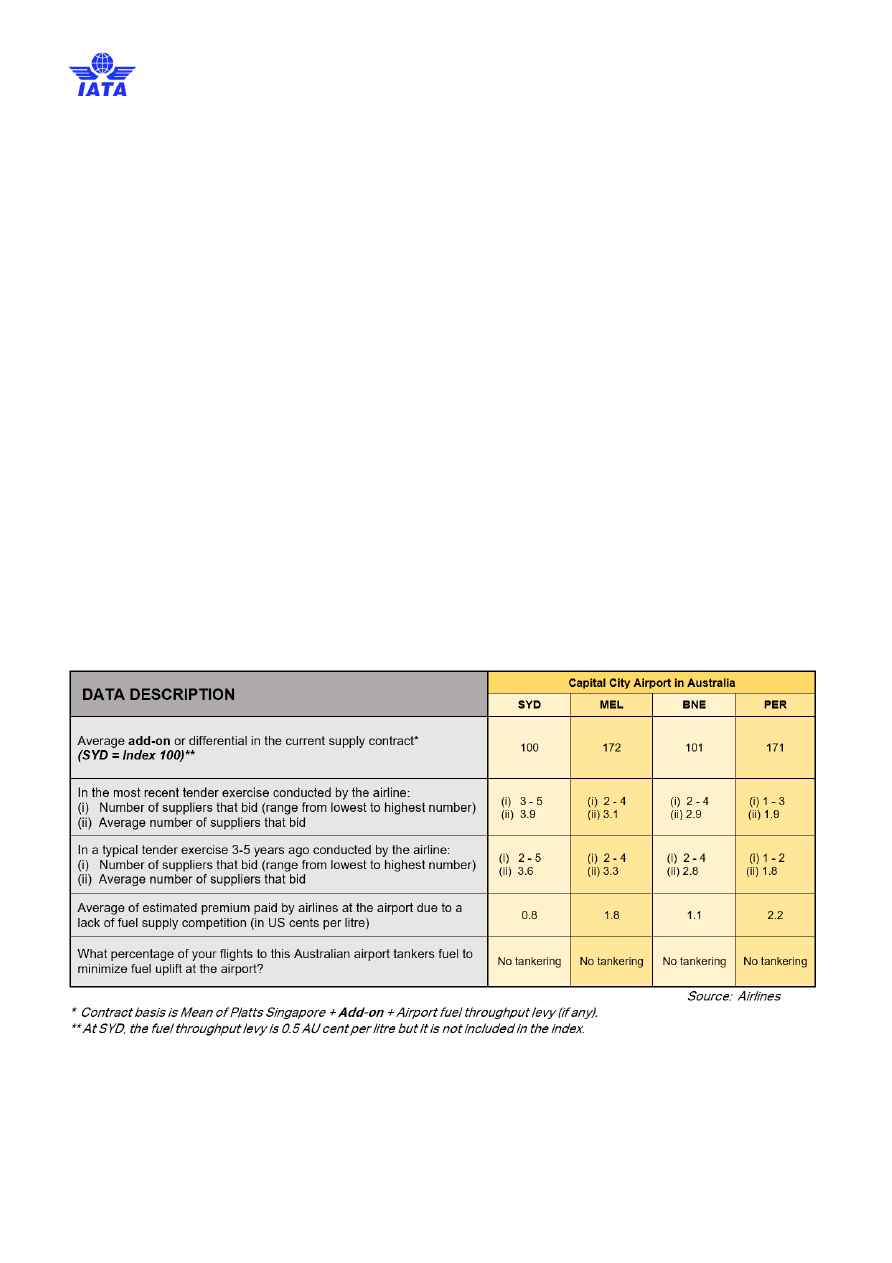 IATA
DATA DESCRIPTION
Capital City Airport in Australia
SYD MEL BNE PER
Average add-on or differential in the current supply contract*
(SYD = Index 100)**
100 172 101 171
In the most recent tender exercise conducted by the airline:
(i) Number of suppliers that bid (range from lowest to highest number)
(ii) Average number of suppliers that bid
(i) 3 - 5 (i) 2 - 4 (i) 2 - 4 (i) 1 - 3
(ii) 3.9 (ii) 3.1 (ii) 2.9 (ii) 1.9
In a typical tender exercise 3-5 years ago conducted by the airline:
(i) Number of suppliers that bid (range from lowest to highest number)
(ii) Average number of suppliers that bid
(i) 2 - 5 (i) 2 - 4 (i) 2 - 4 (i) 1 - 2
(ii) 3.6 (ii) 3.3 (ii) 2.8 (ii) 1.8
Average of estimated premium paid by airlines at the airport due to a
lack of fuel supply competition (in US cents per litre)
0.8 1.8 1.1 2.2
What percentage of your flights to this Australian airport tankers fuel to
minimize fuel uplift at the airport?
No tankering No tankering No tankering No tankering
Source: Airlines
* Contract basis is Mean of Platts Singapore + Add-on + Airport fuel throughput levy (if any).
** At SYD, the fuel throughput levy is 0.5 AU cent per litre but it is not included in the index.